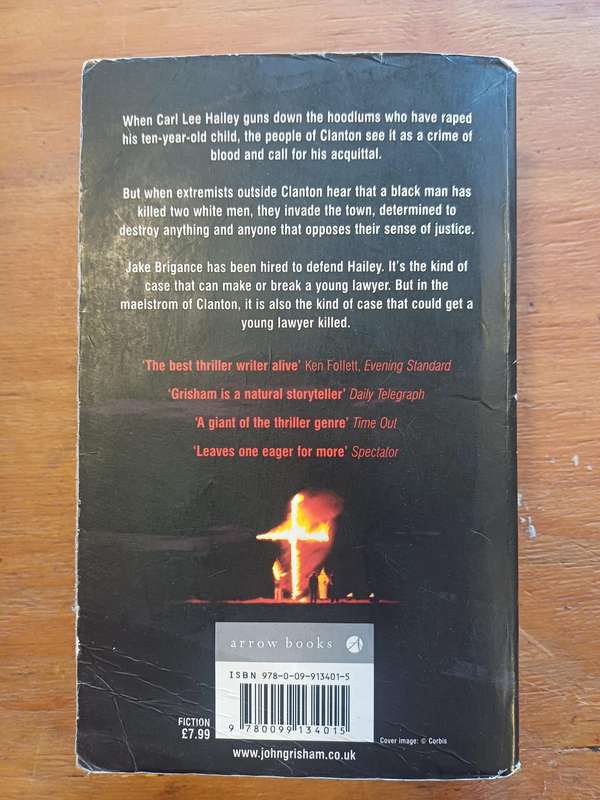 When Carl Lee Hailey guns down the hoodlums who have raped
his ten-year-old child, the people of Clanton see it as a crime of
blood and call for his acquittal.
But when extremists outside Clanton hear that a black man has
killed two white men, they invade the town, determined to
destroy anything and anyone that opposes their sense of justice.
Jake Brigance has been hired to defend Hailey. It's the kind of
case that can make or break a young lawyer. But in the
maelstrom of Clanton, it is also the kind of case that could get a
young lawyer killed.
'The best thriller writer alive' Ken Follett, Evening Standard
'Grisham is a natural storyteller' Daily Telegraph
'A giant of the thriller genre' Time Out
'Leaves one eager for more' Spectator
arrow books
ISBN 978-0-09-913401-5
9 780099 134015
FICTION
£7.99
Cover image: © Corbis
www.johngrisham.co.uk